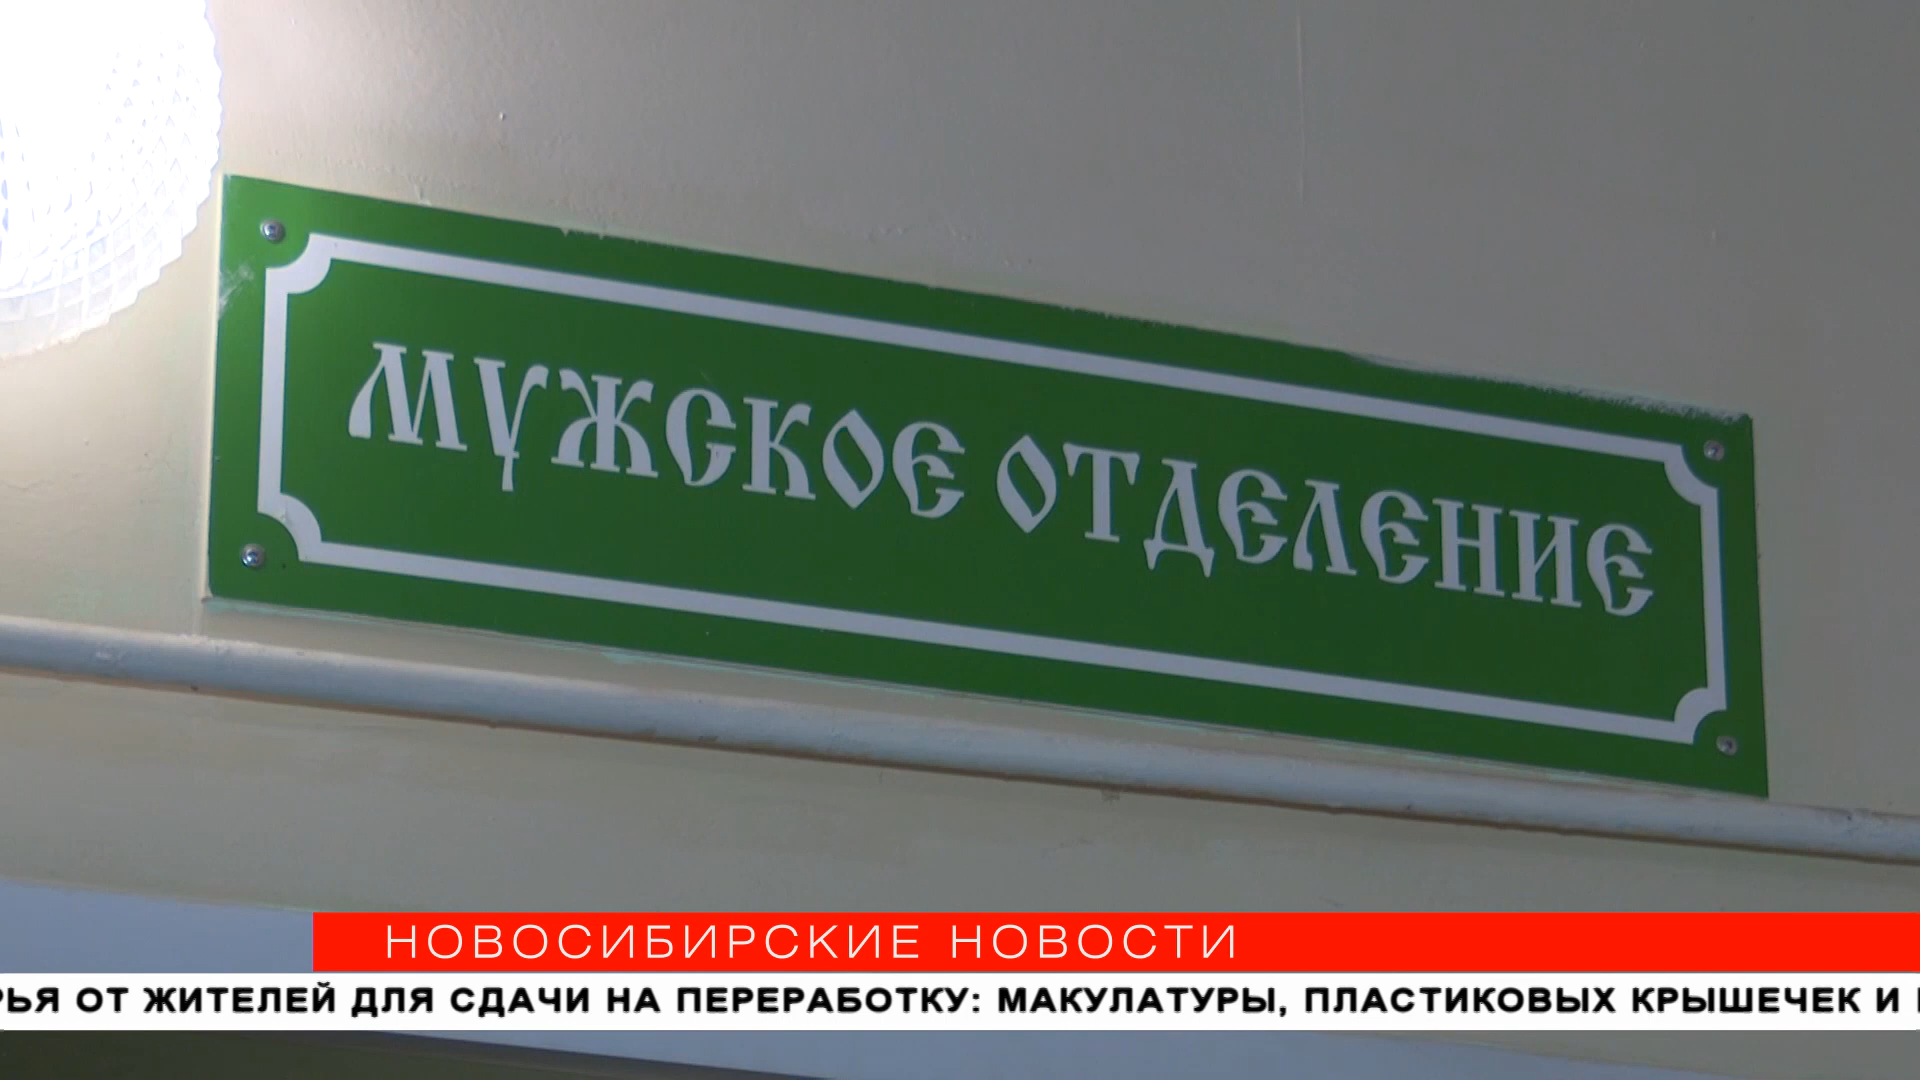 МУЖСКОЕ ОТДЕЛЕНИЕ
НОВОСИБИРСКИЕ НОВОСТИ
ОТ ЖИТЕЛЕЙ ДЛЯ СДАЧИ НА ПЕРЕРАБОТКУ: МАКУЛАТУРЫ, ПЛАСТИКОВЫХ КРЫШЕЧЕК И